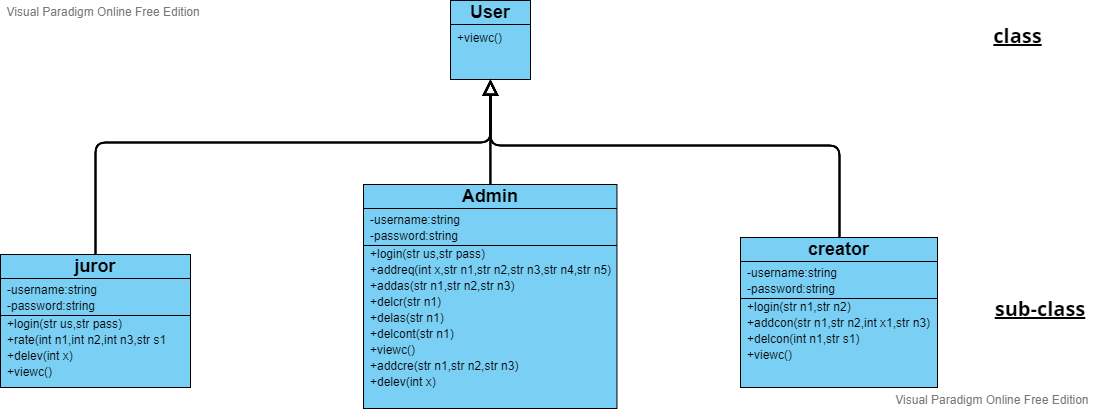 Visual Paradigm Online Free Edition
User
+viewc()
class
Admin
-username:string
-password:string
+login(str us,str pass)
+addreq(int x,str n1,str n2,str n3,str n4,str n5)
+addas(str n1,str n2,str n3)
+delcr(str n1)
+delas(str n1)
+delcont(str n1)
+viewc()
+addcre(str n1,str n2,str n3)
+delev(int x)
juror
-username:string
-password:string
+login(str us,str pass)
+rate(int n1,int n2,int n3,str s1
+delev(int x)
+viewc()
creator
-username:string
-password:string
+login(str n1,str n2)
+addcon(str n1,str n2,int x1,str n3)
+delcon(int n1,str s1)
+viewc()
sub-class
Visual Paradigm Online Free Edition